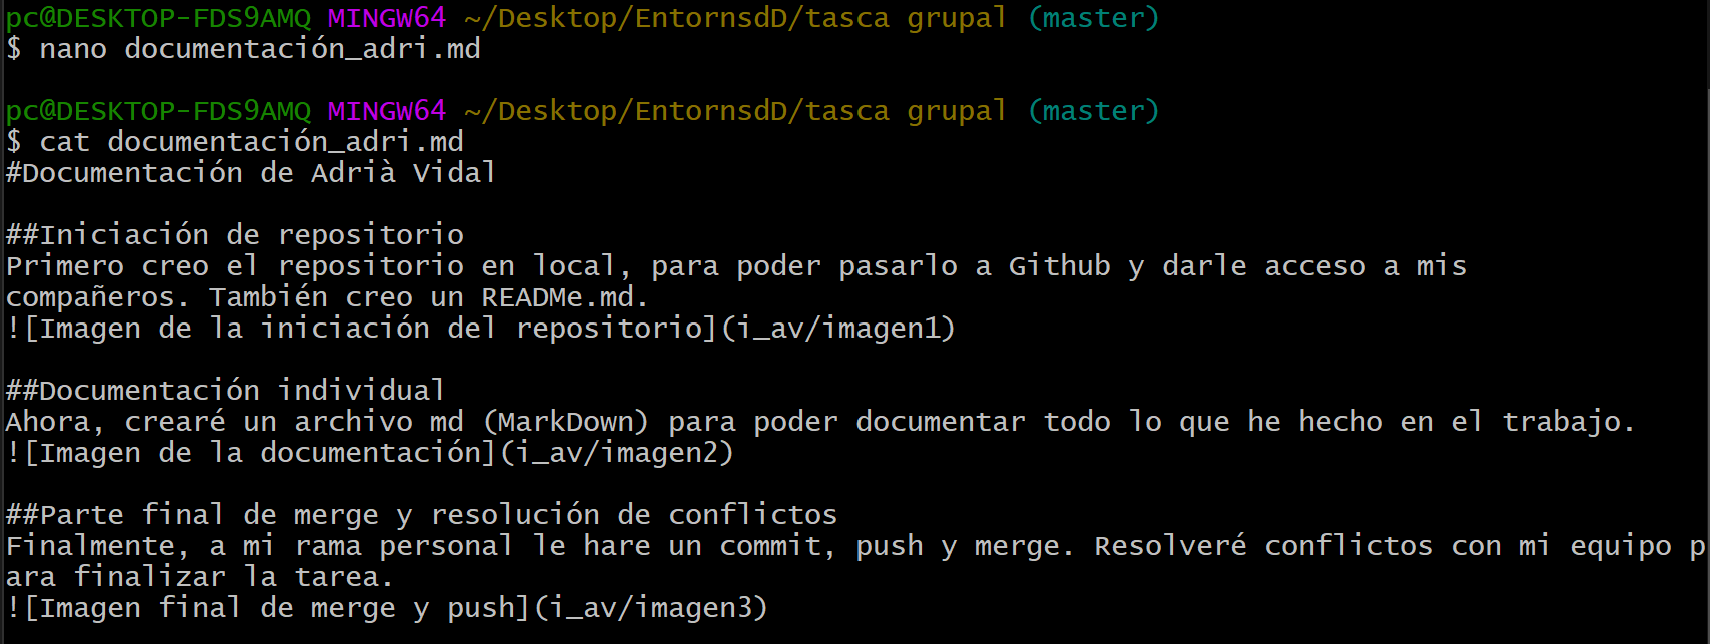 pc@DESKTOP-FDS9AMQ MINGW64 ~/Desktop/EntornsdD/tasca grupal (master)
$ nano documentación_adri.md
pc@DESKTOP-FDS9AMQ MINGW64 ~/Desktop/EntornsdD/tasca grupal (master)
$ cat documentación_adri.md
#Documentación de Adrià Vidal
##Iniciación de repositorio
Primero creo el repositorio en local, para poder pasarlo a Github y darle acceso a mis
compañeros. También creo un READMe.md.
![Imagen de la iniciación del repositorio](i_av/imagen1)
##Documentación individual
Ahora, crearé un archivo md (MarkDown) para poder documentar todo lo que he hecho en el trabajo.
![Imagen de la documentación](i_av/imagen2)
##Parte final de merge y resolución de conflictos
Finalmente, a mi rama personal le hare un commit, push y merge. Resolveré conflictos con mi equipo p
ara finalizar la tarea.
![Imagen final de merge y push](i_av/imagen3)